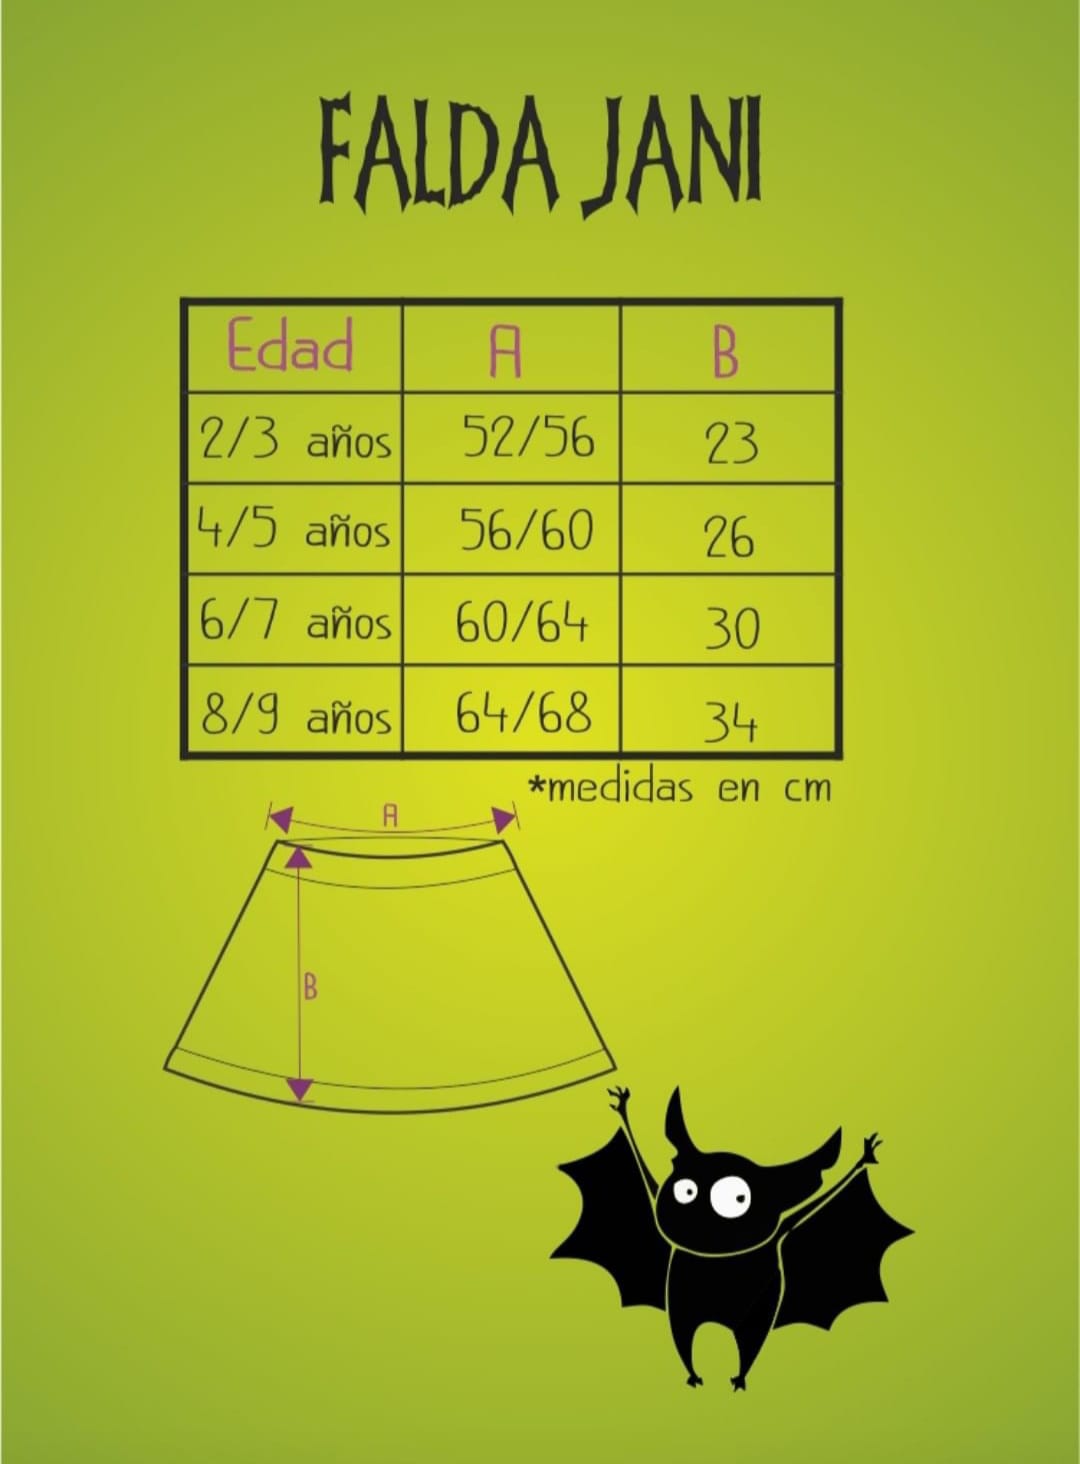 FALDA JANI
Edad A B
2/3 años 52/56 23
4/5 años 56/60 26
6/7 años 60/64 30
8/9 años 64/68 34
*medidas en cm
A
B